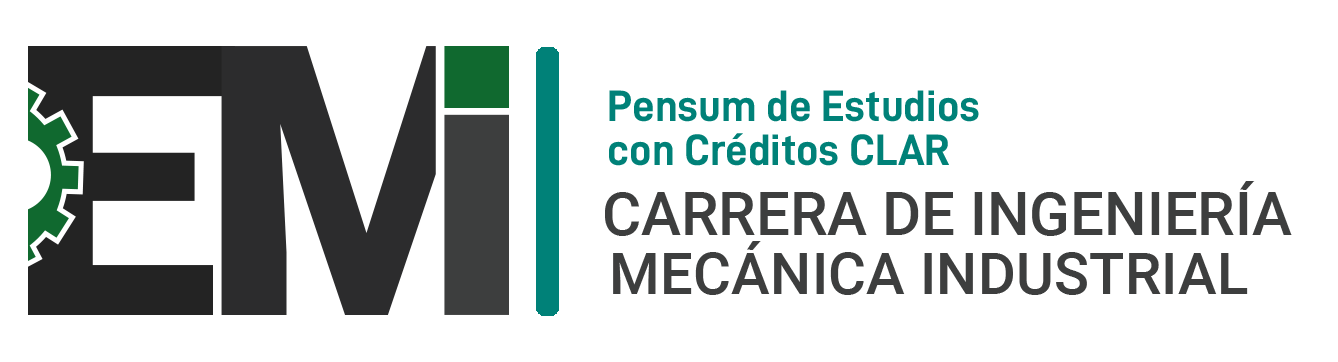 EMi
Pensum de Estudios
con Créditos CLAR
CARRERA DE INGENIERÍA
MECÁNICA INDUSTRIAL